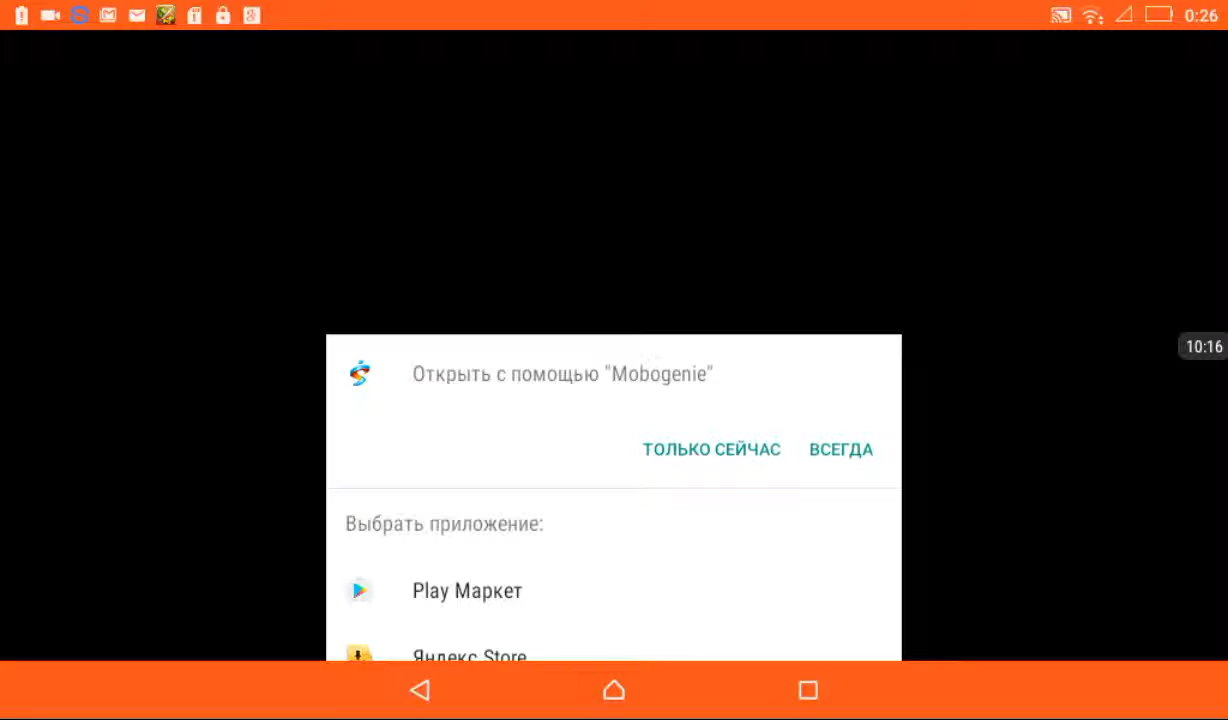 0:26
10:16
Открыть с помощью "Mobogenie"
ТОЛЬКО СЕЙЧАС ВСЕГДА
Выбрать приложение:
Play Маркет
Яндекс Store